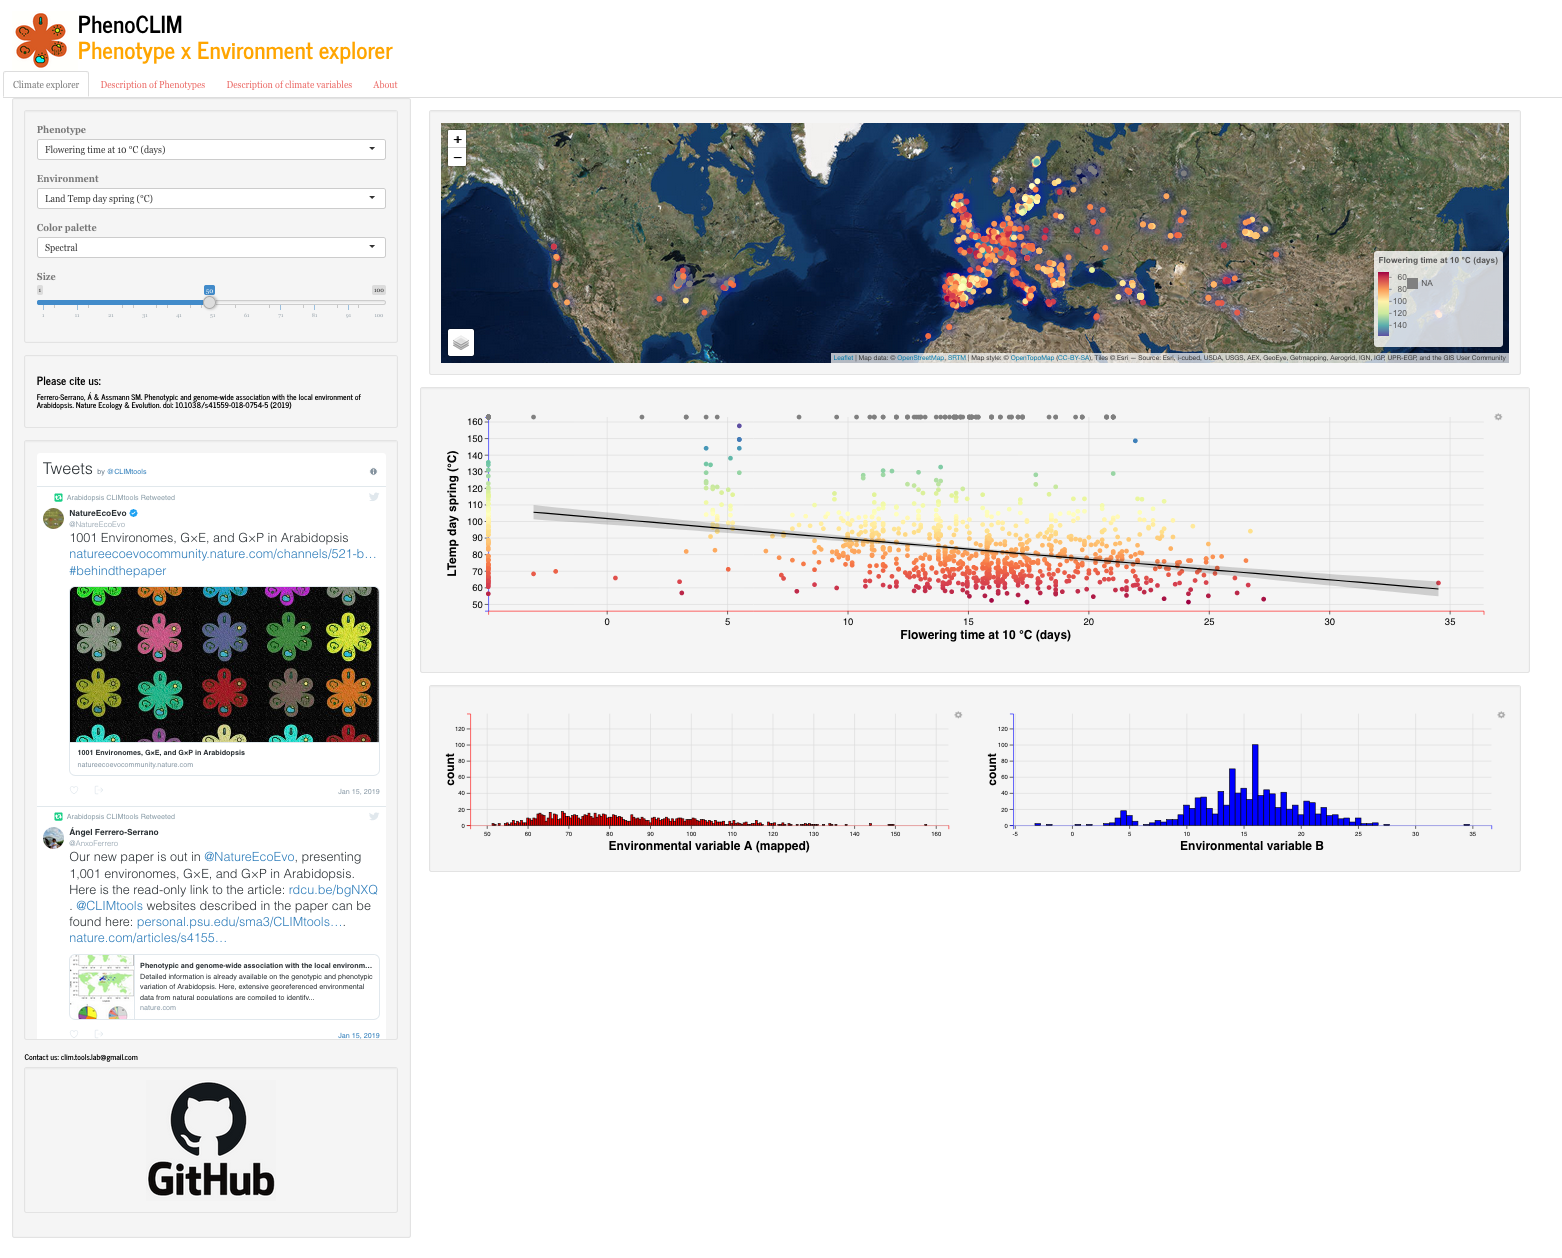 PhenoCLIM
Phenotype x Environment explorer
Climate explorer
Description of Phenotypes
Description of climate variables
About
Phenotype
Flowering time at 10 °C (days)
Environment
Land Temp day spring (°C)
Color palette
Spectral
Size
1
50
100
1 10 20 30 40 50 60 70 80 90 100
Please cite us:
Ferrero-Serrano, Á & Assmann SM. Phenotypic and genome-wide association with the local environment of
Arabidopsis. Nature Ecology & Evolution. doi: 10.1038/s41559-018-0754-5 (2019)
Tweets by @CLIMtools
Arabidopsis CLIMtools Retweeted
NatureEcoEvo
@NatureEcoEvo
1001 Environomes, G×E, and G×P in Arabidopsis
natureecoevocommunity.nature.com/channels/521-b…
#behindthepaper
1001 Environomes, G×E, and G×P in Arabidopsis
natureecoevocommunity.nature.com
Jan 15, 2019
Arabidopsis CLIMtools Retweeted
Ángel Ferrero-Serrano
@AnxoFerrero
Our new paper is out in @NatureEcoEvo, presenting
1,001 environomes, G×E, and G×P in Arabidopsis.
Here is the read-only link to the article: rdcu.be/bgNXQ
. @CLIMtools websites described in the paper can be
found here: personal.psu.edu/sma3/CLIMtools….
nature.com/articles/s4155…
Phenotypic and genome-wide association with the local environm...
Detailed information is already available on the genotypic and phenotypic
variation of Arabidopsis. Here, extensive georeferenced environmental
data from natural populations are compiled to identify...
nature.com
Jan 15, 2019
Contact us: clim.tools.lab@gmail.com
GitHub
+
−
Flowering time at 10 °C (days)
60
80
100
120
140
NA
Leaflet | Map data: © OpenStreetMap, SRTM | Map style: © OpenTopoMap (CC-BY-SA), Tiles © Esri — Source: Esri, i-cubed, USDA, USGS, AEX, GeoEye, Getmapping, Aerogrid, IGN, IGP, UPR-EGP, and the GIS User Community
LTemp day spring (°C)
160
150
140
130
120
110
100
90
80
70
60
50
0 5 10 15 20 25 30 35
Flowering time at 10 °C (days)
count
120
100
80
60
40
20
0
50 60 70 80 90 100 110 120 130 140 150 160
Environmental variable A (mapped)
count
120
100
80
60
40
20
0
-5 0 5 10 15 20 25 30 35
Environmental variable B